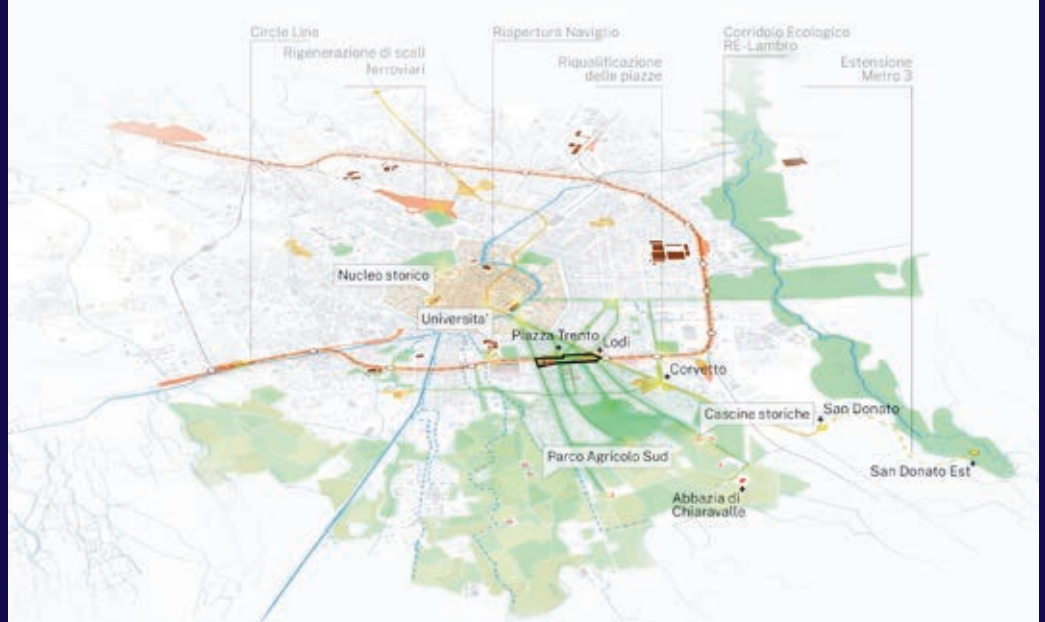 Circle Line
Rigenerazione di scali
ferroviari
Riapertura Naviglio
Riqualificazione
delle piazze
Corridoio Ecologico
RE-Lambro
Estensione
Metro 3
Nucleo storico
Universita'
Piazza Trento
Lodi
Corvetto
Cascine storiche
San Donato
Parco Agricolo Sud
San Donato Est
Abbazia di
Chiaravalle